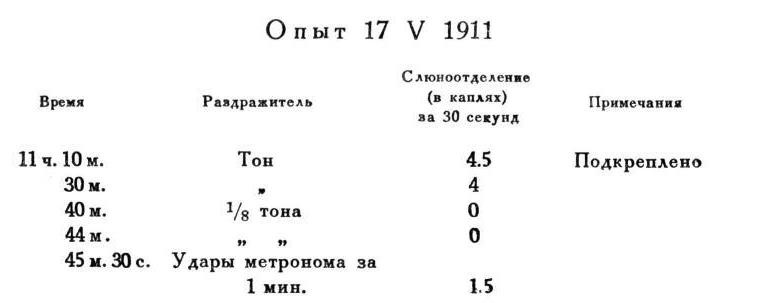 Опыт 17 V 1911
Время Раздражитель Слюноотделение (в каплях) за 30 секунд Примечания
11 ч. 10 м. Тон 4.5 Подкреплено
30 м. „ 4
40 м. 1/8 тона 0
44 м. „ „ 0
45 м. 30 с. Удары метронома за
1 мин. 1.5